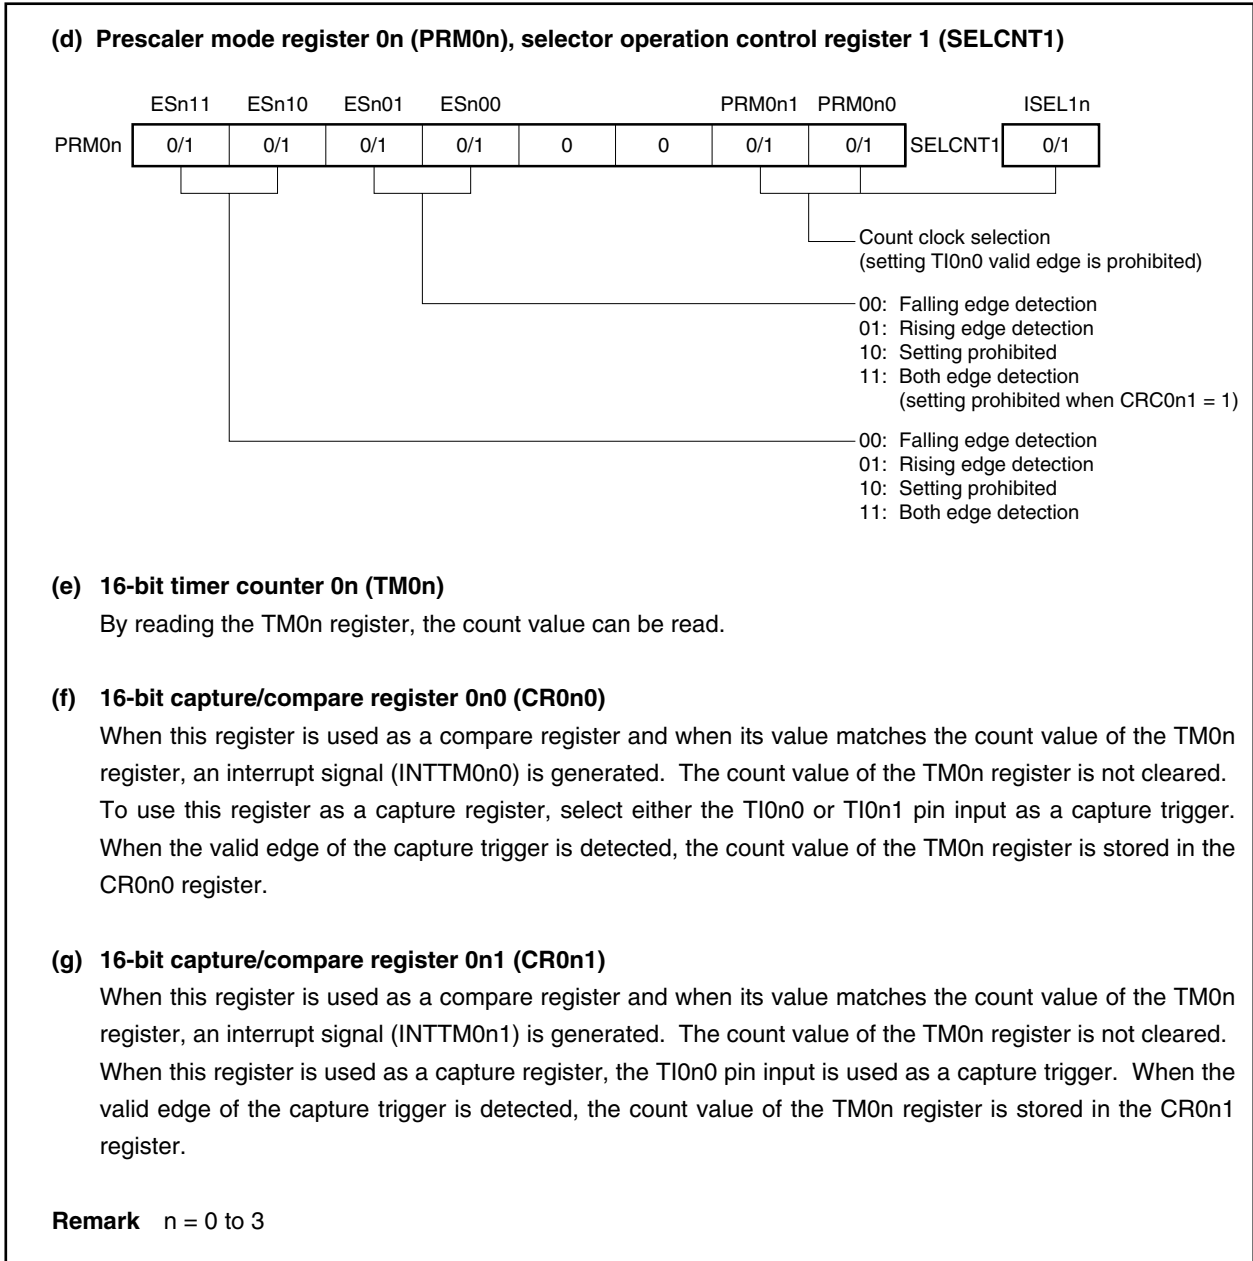 (d) Prescaler mode register 0n (PRM0n), selector operation control register 1 (SELCNT1)
ESn11 ESn10 ESn01 ESn00 PRM0n1 PRM0n0 ISEL1n
PRM0n 0/1 0/1 0/1 0/1 0 0 0/1 0/1 SELCNT1 0/1
Count clock selection
(setting TI0n0 valid edge is prohibited)
00: Falling edge detection
01: Rising edge detection
10: Setting prohibited
11: Both edge detection
(setting prohibited when CRC0n1 = 1)
00: Falling edge detection
01: Rising edge detection
10: Setting prohibited
11: Both edge detection
(e) 16-bit timer counter 0n (TM0n)
By reading the TM0n register, the count value can be read.
(f) 16-bit capture/compare register 0n0 (CR0n0)
When this register is used as a compare register and when its value matches the count value of the TM0n
register, an interrupt signal (INTTM0n0) is generated. The count value of the TM0n register is not cleared.
To use this register as a capture register, select either the TI0n0 or TI0n1 pin input as a capture trigger.
When the valid edge of the capture trigger is detected, the count value of the TM0n register is stored in the
CR0n0 register.
(g) 16-bit capture/compare register 0n1 (CR0n1)
When this register is used as a compare register and when its value matches the count value of the TM0n
register, an interrupt signal (INTTM0n1) is generated. The count value of the TM0n register is not cleared.
When this register is used as a capture register, the TI0n0 pin input is used as a capture trigger. When the
valid edge of the capture trigger is detected, the count value of the TM0n register is stored in the CR0n1
register.
Remark n = 0 to 3